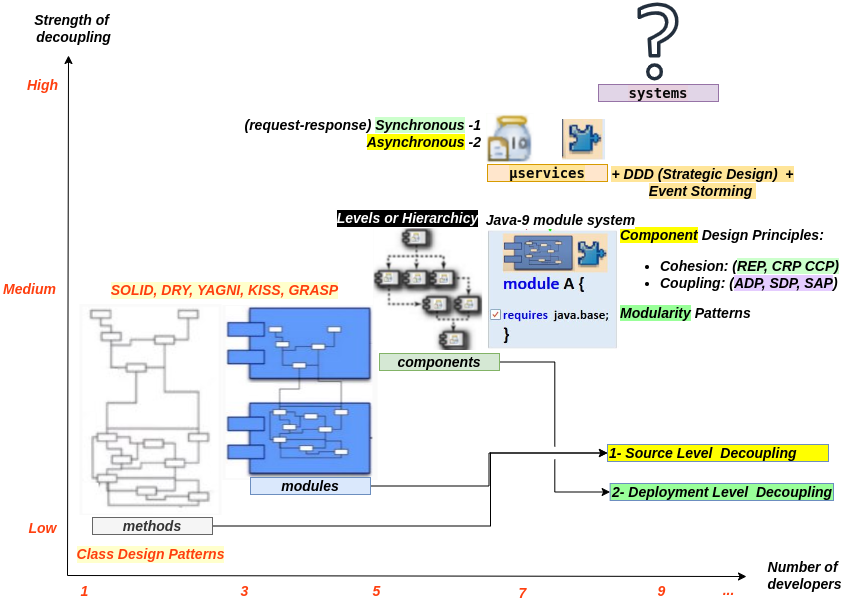 Strength of
decoupling
High
systems
(request-response) Synchronous -1
Asynchronous -2
µservices
+ DDD (Strategic Design) +
Event Storming
Levels or Hierarchicy
Java-9 module system
Component Design Principles:
• Cohesion: (REP, CRP CCP)
• Coupling: (ADP, SDP, SAP)
Modularity Patterns
module A {
requires java.base;
}
Medium
SOLID, DRY, YAGNI, KISS, GRASP
components
1- Source Level Decoupling
modules
2- Deployment Level Decoupling
Low
methods
Class Design Patterns
Number of
developers
1 3 5 7 9 ...